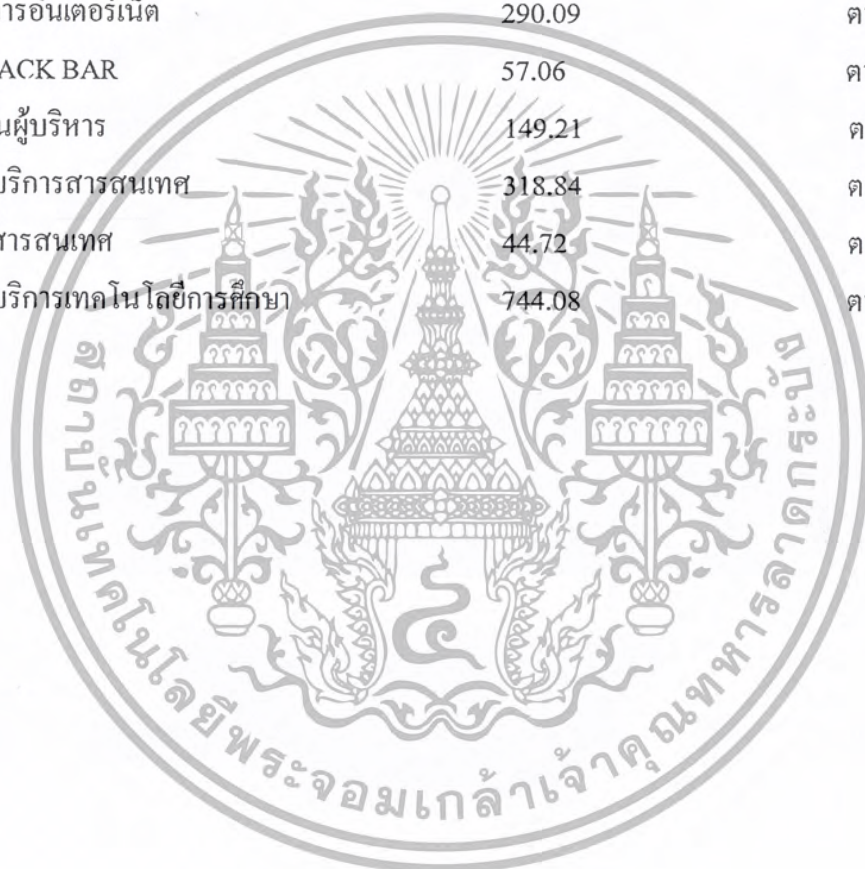 การอินเตอร์เน็ต 290.09 ต
ACK BAR 57.06 ต
นผู้บริหาร 149.21 ต
บริการสารสนเทศ 318.84 ต
สารสนเทศ 44.72 ต
บริการเทคโนโลยีการศึกษา 744.08 ต
สถาบันเทคโนโลยีพระจอมเกล้าเจ้าคุณทหารลาดกระบัง
๔